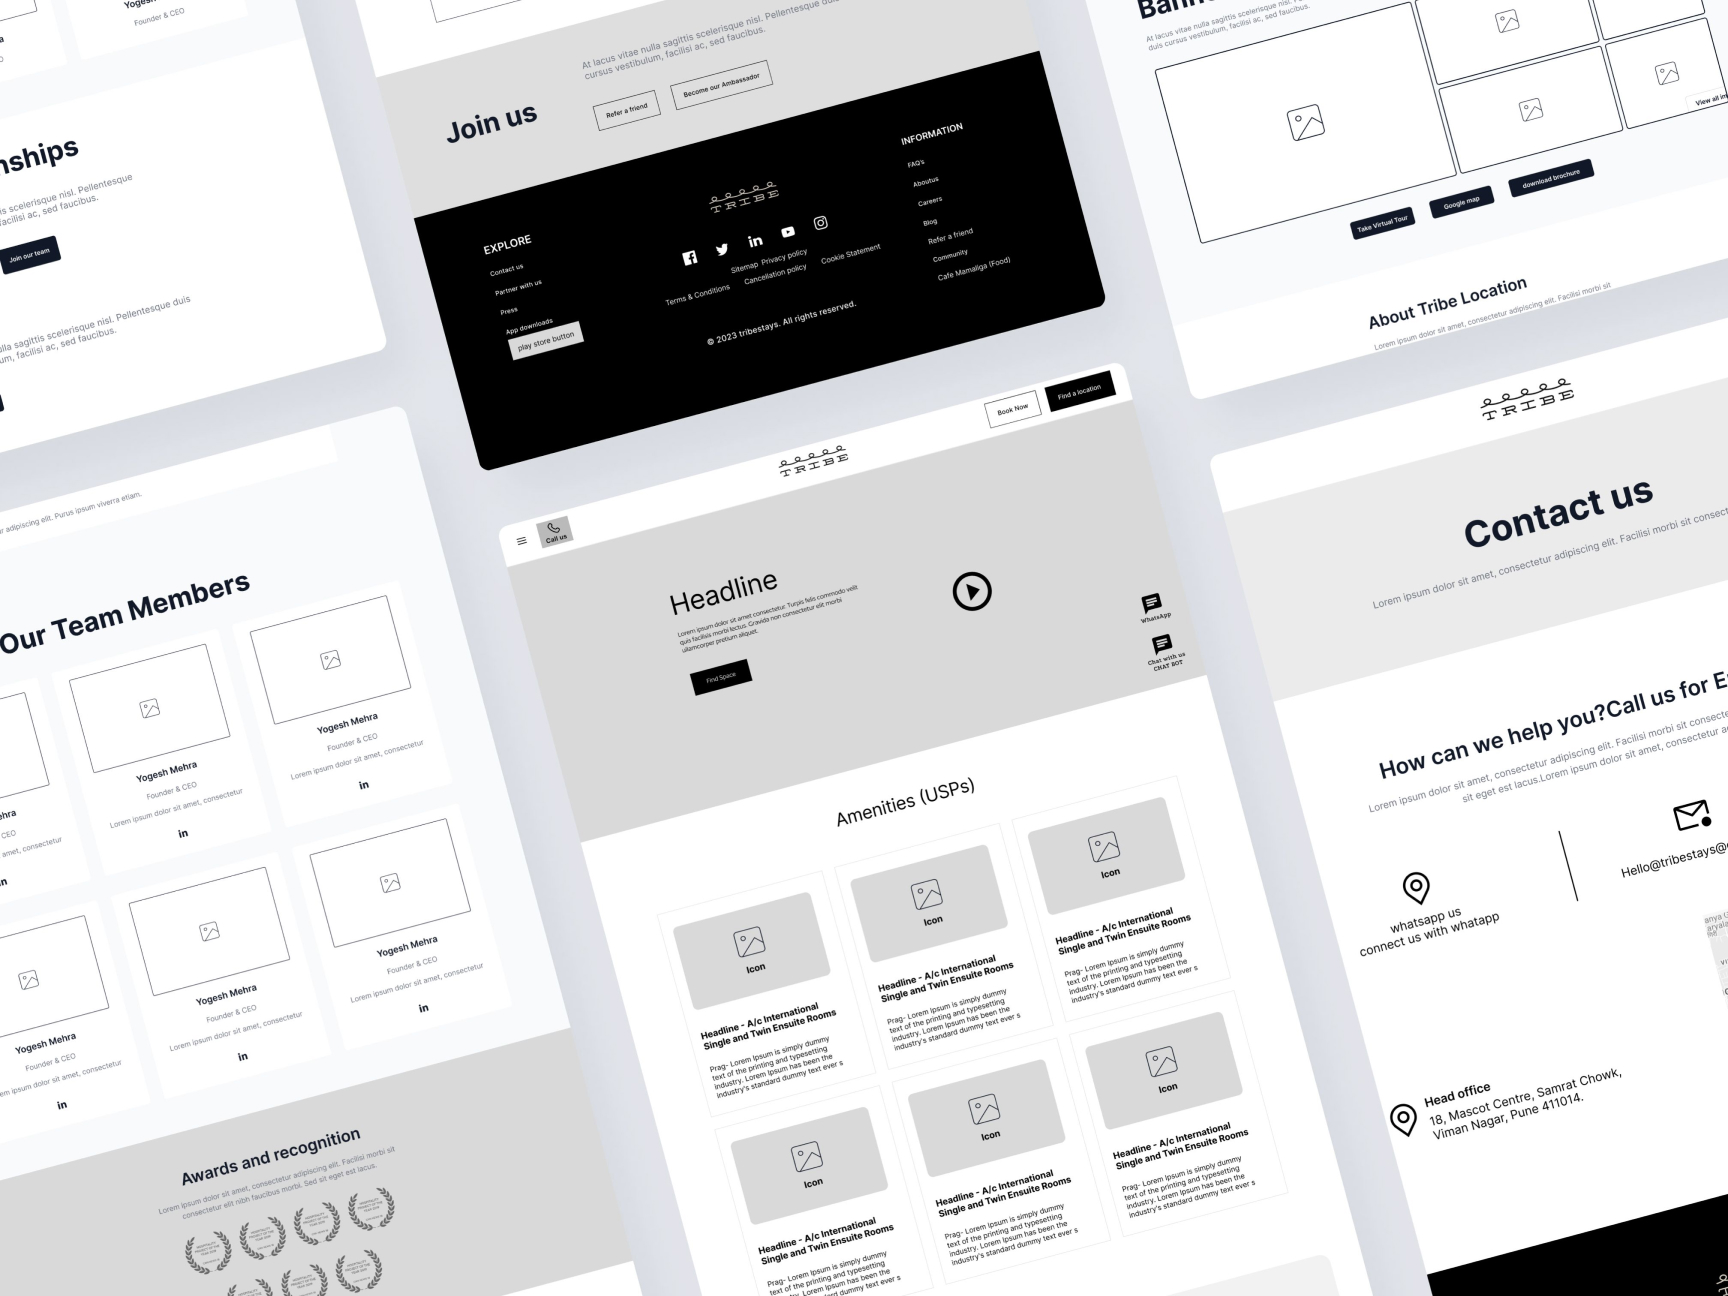 Founder & CEO
nships
is scelerisque nisl. Pellentesque
facilisi ac, sed faucibus.
Join our team
ulla sagittis scelerisque nisl. Pellentesque duis
um, facilisi ac, sed faucibus.
At lacus vitae nulla sagittis scelerisque nisl. Pellentesque duis
cursus vestibulum, facilisi ac, sed faucibus.
Join us
Refer a friend
Become our Ambassador
TRIBE
EXPLORE
Contact us
Partner with us
Press
App downloads
play store button
Sitemap Privacy policy
Terms & Conditions
Cancellation policy
Cookie Statement
© 2023 tribestays. All rights reserved.
INFORMATION
FAQ's
Aboutus
Careers
Blog
Refer a friend
Community
Cafe Mamaliga (Food)
At lacus vitae nulla sagittis scelerisque nisl.
duis cursus vestibulum, facilisi ac, sed faucibus.
View all im
Take Virtual Tour
Google map
download brochure
About Tribe Location
Lorem ipsum dolor sit amet, consectetur adipiscing elit. Facilisi morbi sit
r adipiscing elit. Purus ipsum viverra etiam.
Our Team Members
Yogesh Mehra
Founder & CEO
Lorem ipsum dolor sit amet, consectetur
in
Yogesh Mehra
Founder & CEO
Lorem ipsum dolor sit amet, consectetur
in
ehra
CEO
amet, consectetur
in
Yogesh Mehra
Founder & CEO
Lorem ipsum dolor sit amet, consectetur
in
Yogesh Mehra
Founder & CEO
Lorem ipsum dolor sit amet, consectetur
in
Yogesh Mehra
Founder & CEO
rem ipsum dolor sit amet, consectetur
in
Awards and recognition
Lorem ipsum dolor sit amet, consectetur adipiscing elit. Facilisi morbi sit
consectetur elit nibh faucibus morbi. Sed sit eget est lacus.
Call us
TRIBE
Book Now
Find a location
Headline
Lorem ipsum dolor sit amet consectetur. Turpis felis commodo velit
quis facilisis morbi lectus. Gravida non consectetur elit morbi
ullamcorper pretium aliquet.
Find Space
WhatsApp
Chat with us
CHAT BOT
Amenities (USPs)
Icon
Headline - A/c International
Single and Twin Ensuite Rooms
Prag- Lorem Ipsum is simply dummy
text of the printing and typesetting
industry. Lorem Ipsum has been the
industry's standard dummy text ever s
Icon
Headline - A/c International
Single and Twin Ensuite Rooms
Prag- Lorem Ipsum is simply dummy
text of the printing and typesetting
industry. Lorem Ipsum has been the
industry's standard dummy text ever s
Icon
Headline - A/c International
Single and Twin Ensuite Rooms
Prag- Lorem Ipsum is simply dummy
text of the printing and typesetting
industry. Lorem Ipsum has been the
industry's standard dummy text ever s
Icon
Headline - A/c International
Single and Twin Ensuite Rooms
Prag- Lorem Ipsum is simply dummy
text of the printing and typesetting
industry. Lorem Ipsum has been the
dard dummy text ever s
Icon
Headline - A/c International
Single and Twin Ensuite Rooms
Prag- Lorem Ipsum is simply dummy
text of the printing and typesetting
industry. Lorem Ipsum has been the
industry's standard dummy text ever s
Icon
Headline - A/c International
Single and Twin Ensuite Rooms
Prag- Lorem Ipsum is simply dummy
text of the printing and typesetting
industry. Lorem Ipsum has been the
industry's standard dummy text ever s
TRIBE
Contact us
Lorem ipsum dolor sit amet, consectetur adipiscing elit. Facilisi morbi sit consect
How can we help you?Call us for E
Lorem ipsum dolor sit amet, consectetur adipiscing elit. Facilisi morbi sit consecte
sit eget est lacus.Lorem ipsum dolor sit amet, consectetur a
whatsapp us
connect us with whatapp
Hello@tribestays@
Head office
18, Mascot Centre, Samrat Chowk,
Viman Nagar, Pune 411014.